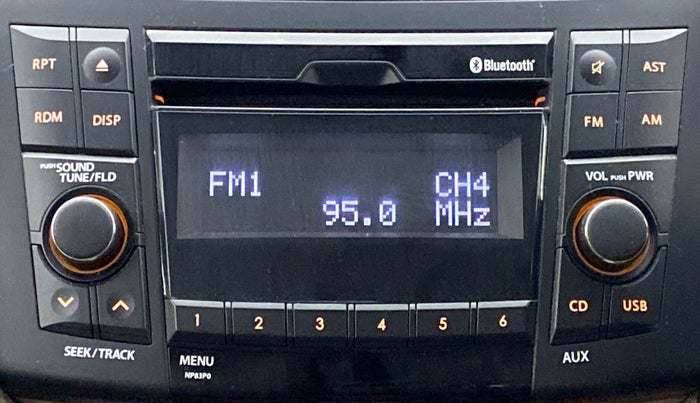 Bluetooth
RPT
AST
RDM DISP
FM AM
PUSH SOUND
TUNE/FLD
VOL PUSH PWR
FM1 CH4
95.0 MHz
CD USB
1 2 3 4 5 6
SEEK/TRACK
MENU
NP83P0
AUX